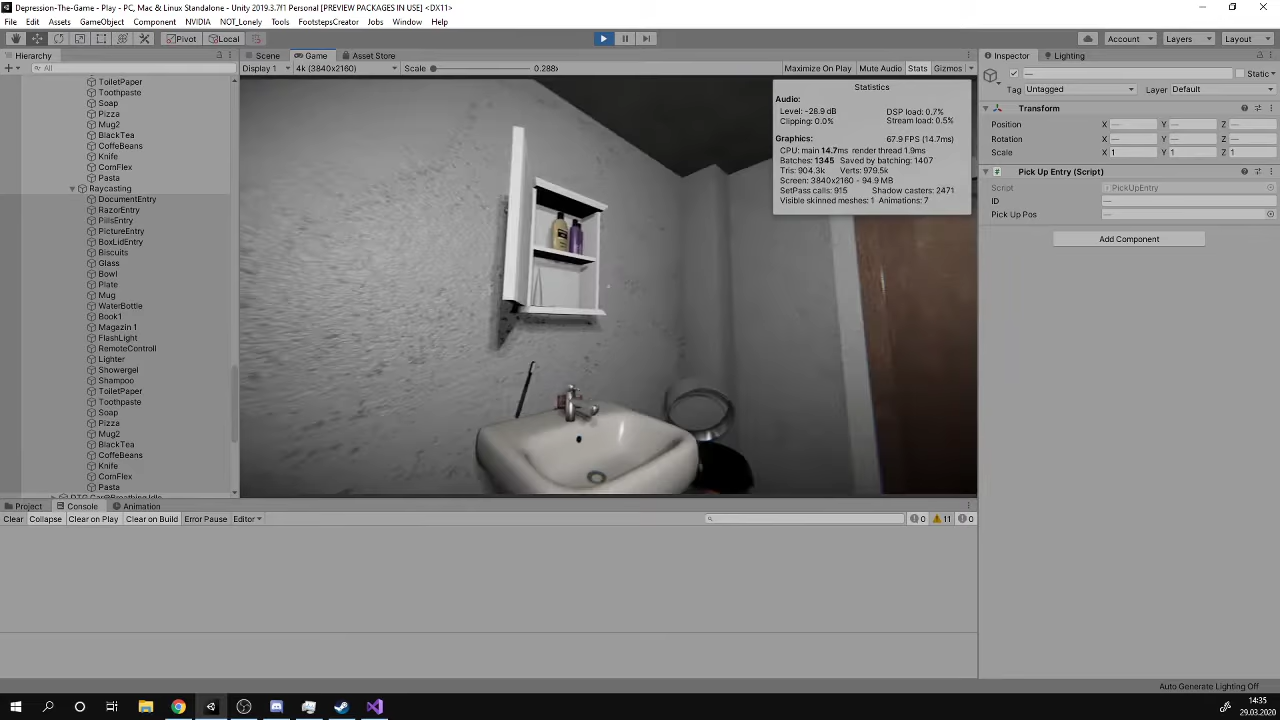 Depression-The-Game - Play - PC, Mac & Linux Standalone - Unity 2019.3.7f1 Personal [PREVIEW PACKAGES IN USE] <DX11>
File Edit Assets GameObject Component NVIDIA NOT_Lonely Tools FootstepsCreator Jobs Window Help
Pivot Local Account Layers Layout
Hierarchy Scene Game Asset Store Inspector Lighting
All Display 1 4k (3840x2160) Scale 0.288x Maximize On Play Mute Audio Stats Gizmos
ToiletPaper
Toothpaste
Soap
Pizza
Mug2
BlackTea
CoffeBeans
Knife
CornFlex
Pasta
Raycasting
DocumentEntry
RazorEntry
PillsEntry
PictureEntry
BoxLidEntry
Biscuits
Glass
Bowl
Plate
Mug
WaterBottle
Book1
Magazin 1
FlashLight
RemoteControll
Lighter
Showergel
Shampoo
ToiletPaper
Toothpaste
Soap
Pizza
Mug2
BlackTea
CoffeBeans
Knife
CornFlex
Pasta
Statistics
Audio:
Level: -28.9 dB DSP load: 0.7%
Clipping: 0.0% Stream load: 0.5%
Graphics: 67.9 FPS (14.7ms)
CPU: main 14.7ms render thread 1.9ms
Batches: 1345 Saved by batching: 1407
Tris: 904.3k Verts: 979.5k
Screen: 3840x2160 - 94.9 MB
SetPass calls: 915 Shadow casters: 2471
Visible skinned meshes: 1 Animations: 7
— Static
Tag Untagged Layer Default
Transform
Position X — Y — Z —
Rotation X — Y — Z —
Scale X 1 Y 1 Z 1
# Pick Up Entry (Script)
Script PickUpEntry
ID —
Pick Up Pos —
Add Component
Project Console Animation
Clear Collapse Clear on Play Clear on Build Error Pause Editor 0 11 0
Auto Generate Lighting Off
14:35
29.03.2020